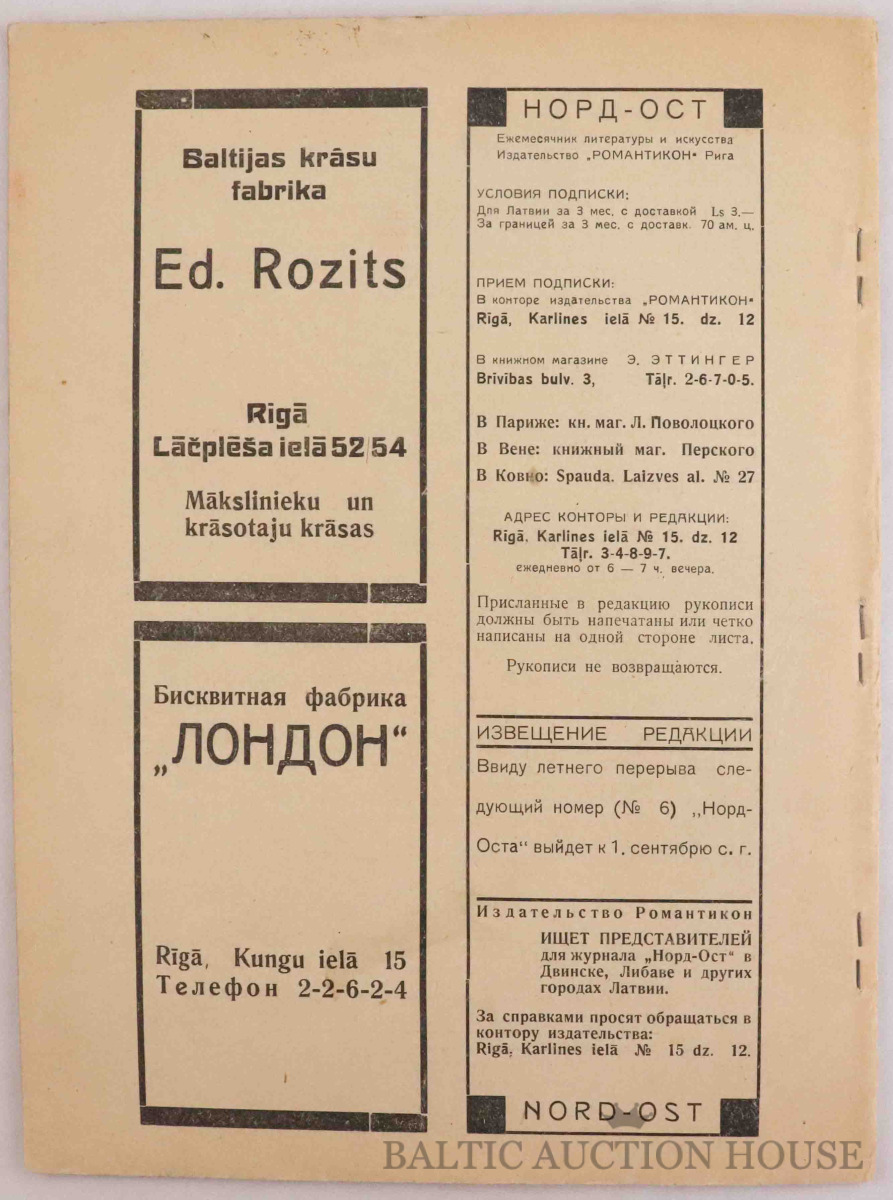 Baltijas krāsu
fabrika
Ed. Rozits
Rīgā
Lāčplēša ielā 52/54
Mākslinieku un
krāsotaju krāsas
Бисквитная фабрика
„ЛОНДОН“
Rīgā, Kungu ielā 15
Телефон 2-2-6-2-4
НОРД-ОСТ
Ежемесячник литературы и искусства
Издательство „РОМАНТИКОН“ Рига
УСЛОВИЯ ПОДПИСКИ:
Для Латвии за 3 мес. с доставкой Ls 3.—
За границей за 3 мес. с доставк. 70 ам. ц.
ПРИЕМ ПОДПИСКИ:
В конторе издательства „РОМАНТИКОН“
Rīgā, Karlines ielā № 15. dz. 12
В книжном магазине Э. ЭТТИНГЕР
Brīvības bulv. 3, Tāļr. 2-6-7-0-5.
В Париже: кн. маг. Л. Поволоцкого
В Вене: книжный маг. Перского
В Ковно: Spauda. Laizves al. № 27
АДРЕС КОНТОРЫ И РЕДАКЦИИ:
Rīgā, Karlines ielā № 15. dz. 12
Tāļr. 3-4-8-9-7.
ежедневно от 6 — 7 ч. вечера.
Присланные в редакцию рукописи
должны быть напечатаны или четко
написаны на одной стороне листа.
Рукописи не возвращаются.
ИЗВЕЩЕНИЕ РЕДАКЦИИ
Ввиду летнего перерыва сле-
дующий номер (№ 6) „Норд-
Оста“ выйдет к 1. сентябрю с. г.
Издательство Романтикон
ИЩЕТ ПРЕДСТАВИТЕЛЕЙ
для журнала „Норд-Ост“ в
Двинске, Либаве и других
городах Латвии.
За справками просят обращаться в
контору издательства:
Rīgā, Karlines ielā № 15 dz. 12.
NORD-OST
BALTIC AUCTION HOUSE